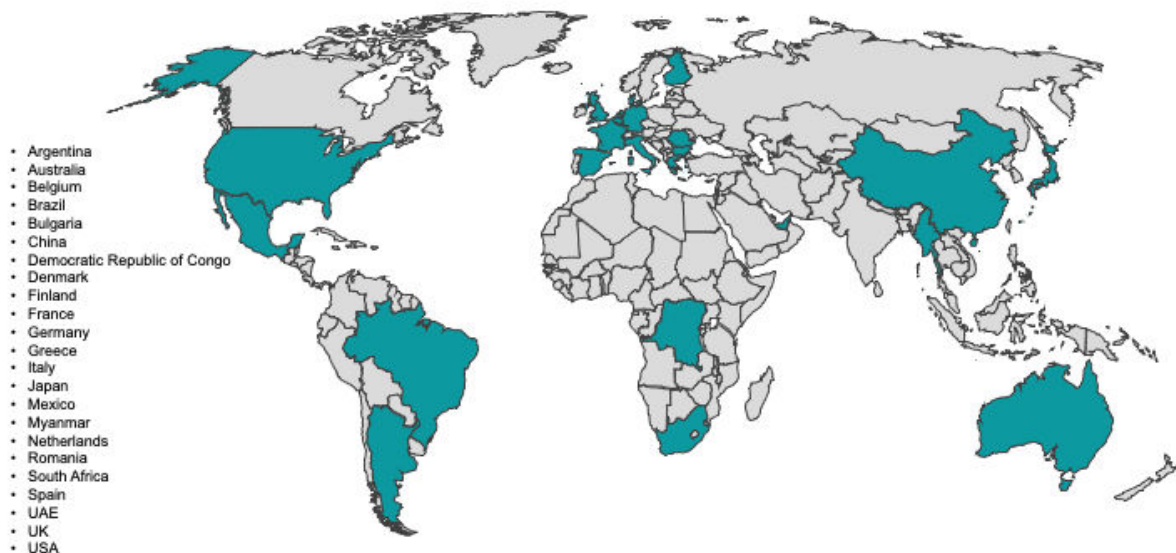 • Argentina
• Australia
• Belgium
• Brazil
• Bulgaria
• China
• Democratic Republic of Congo
• Denmark
• Finland
• France
• Germany
• Greece
• Italy
• Japan
• Mexico
• Myanmar
• Netherlands
• Romania
• South Africa
• Spain
• UAE
• UK
• USA